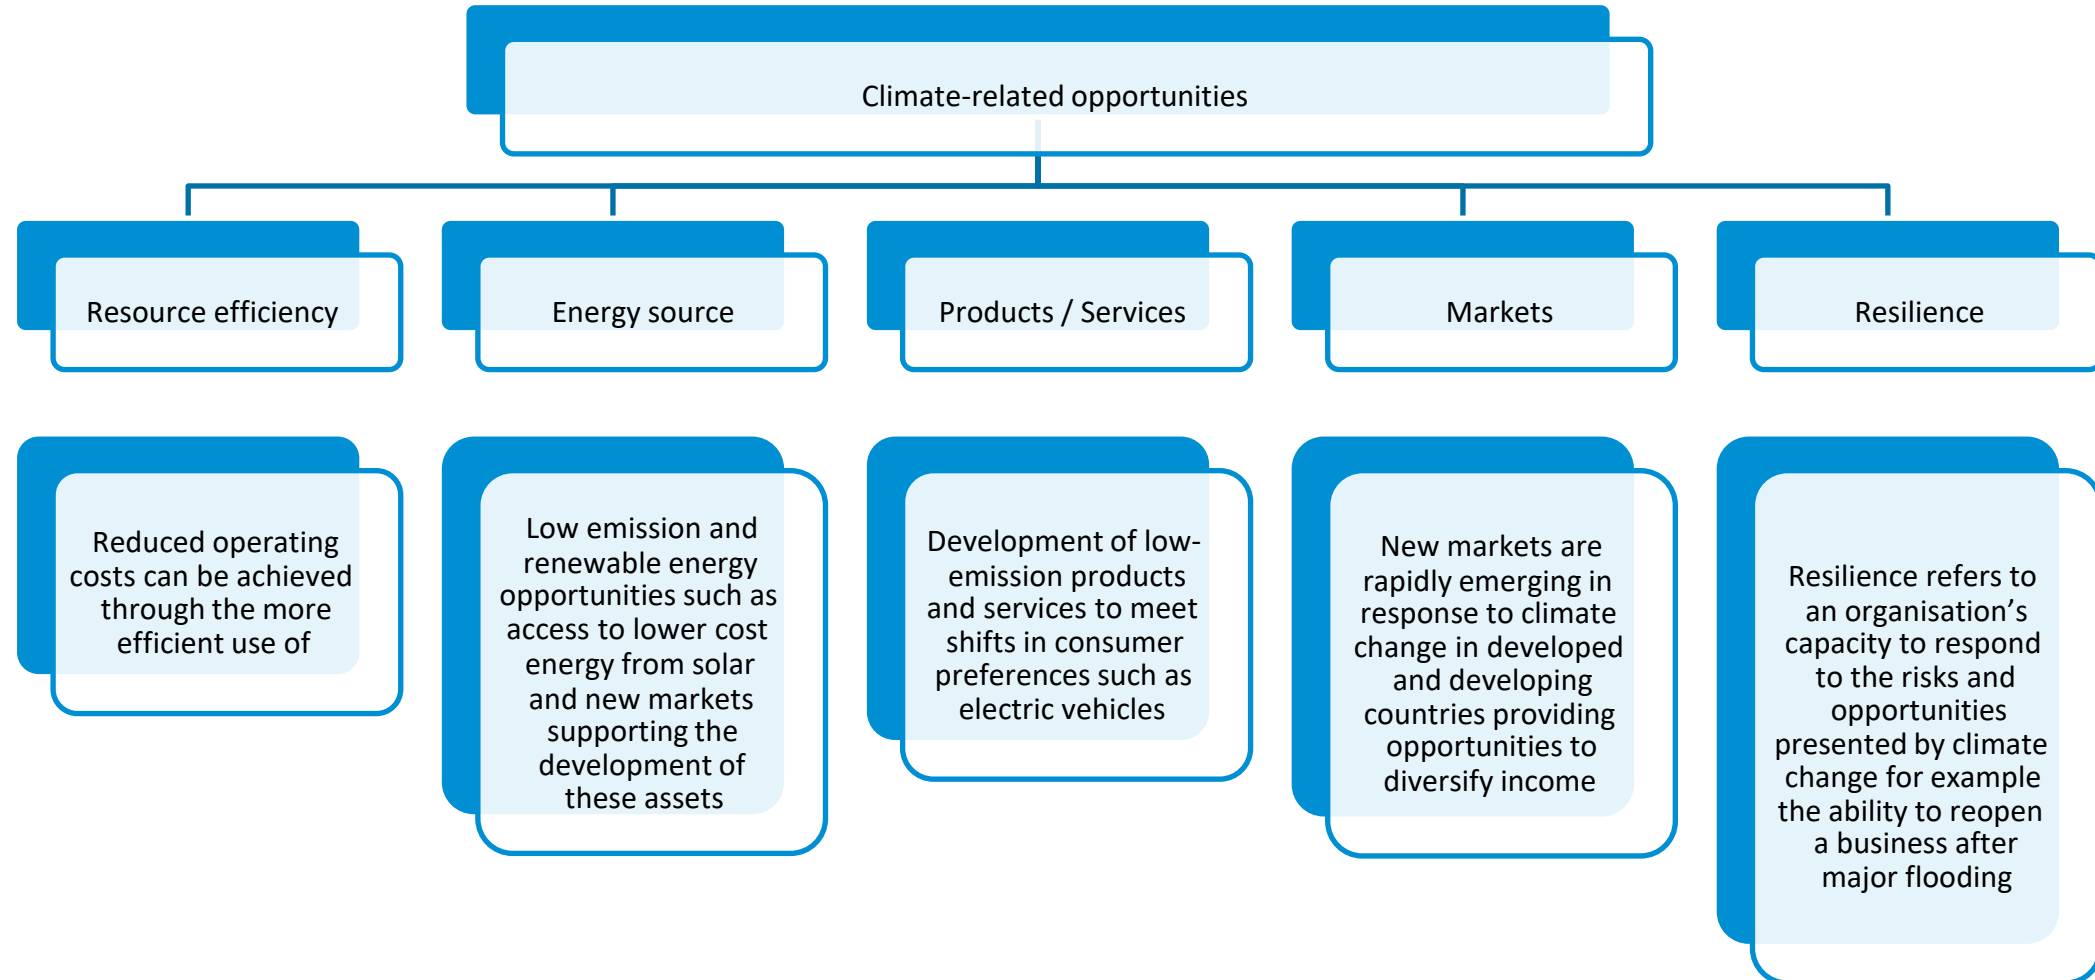 Climate-related opportunities
Resource efficiency
Energy source
Products / Services
Markets
Resilience
Reduced operating
costs can be achieved
through the more
efficient use of
Low emission and
renewable energy
opportunities such as
access to lower cost
energy from solar
and new markets
supporting the
development of
these assets
Development of low-
emission products
and services to meet
shifts in consumer
preferences such as
electric vehicles
New markets are
rapidly emerging in
response to climate
change in developed
and developing
countries providing
opportunities to
diversify income
Resilience refers to
an organisation’s
capacity to respond
to the risks and
opportunities
presented by climate
change for example
the ability to reopen
a business after
major flooding